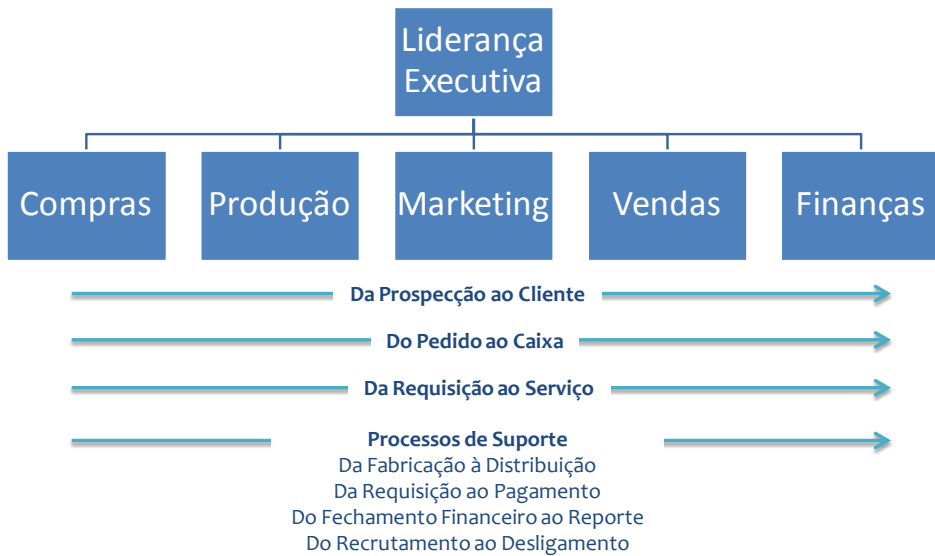 Liderança
Executiva
Compras
Produção
Marketing
Vendas
Finanças
Da Prospecção ao Cliente
Do Pedido ao Caixa
Da Requisição ao Serviço
Processos de Suporte
Da Fabricação à Distribuição
Da Requisição ao Pagamento
Do Fechamento Financeiro ao Reporte
Do Recrutamento ao Desligamento